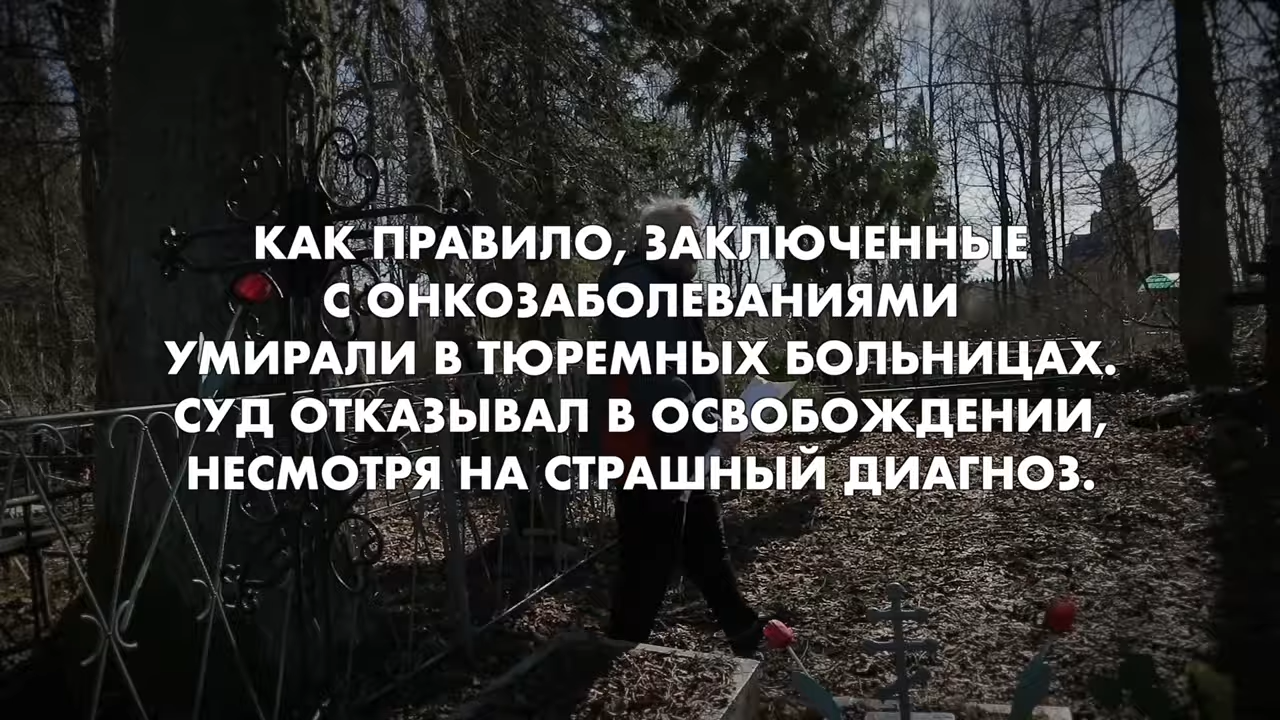 КАК ПРАВИЛО, ЗАКЛЮЧЕННЫЕ
С ОНКОЗАБОЛЕВАНИЯМИ
УМИРАЛИ В ТЮРЕМНЫХ БОЛЬНИЦАХ.
СУД ОТКАЗЫВАЛ В ОСВОБОЖДЕНИИ,
НЕСМОТРЯ НА СТРАШНЫЙ ДИАГНОЗ.